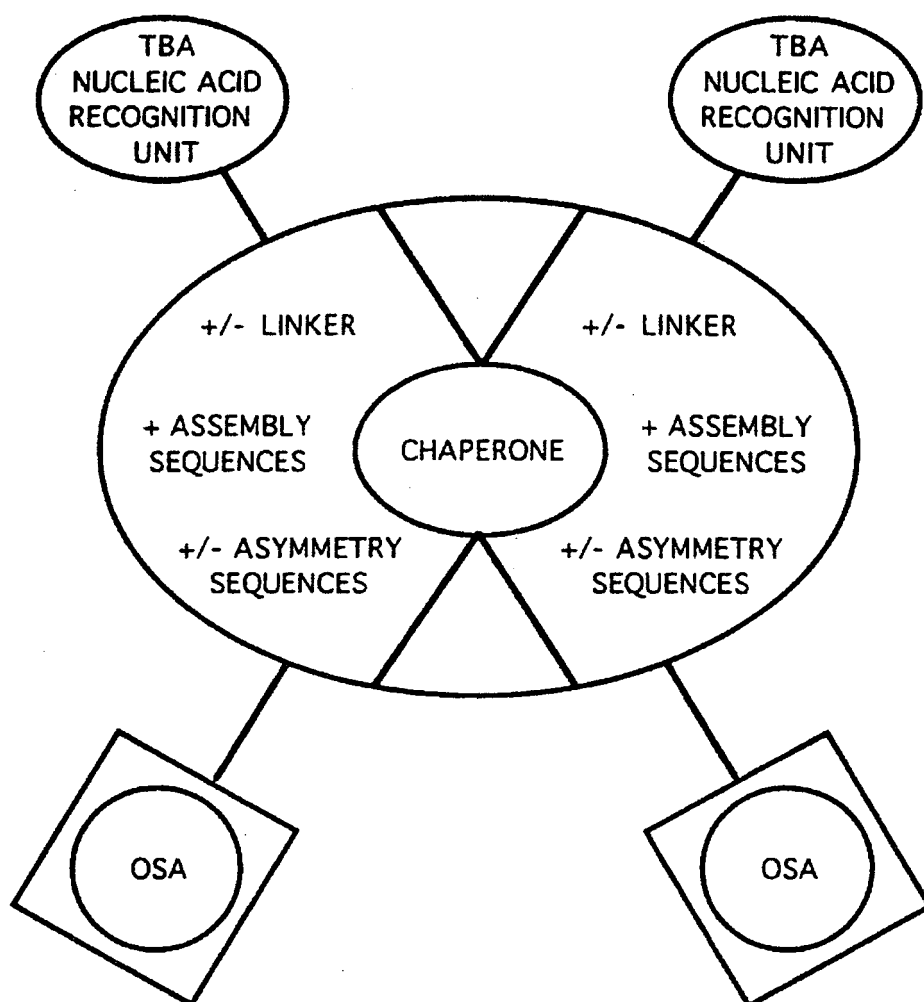 TBA
NUCLEIC ACID
RECOGNITION
UNIT
TBA
NUCLEIC ACID
RECOGNITION
UNIT
+/- LINKER
+/- LINKER
+ ASSEMBLY
SEQUENCES
CHAPERONE
+ ASSEMBLY
SEQUENCES
+/- ASYMMETRY
SEQUENCES
+/- ASYMMETRY
SEQUENCES
OSA
OSA